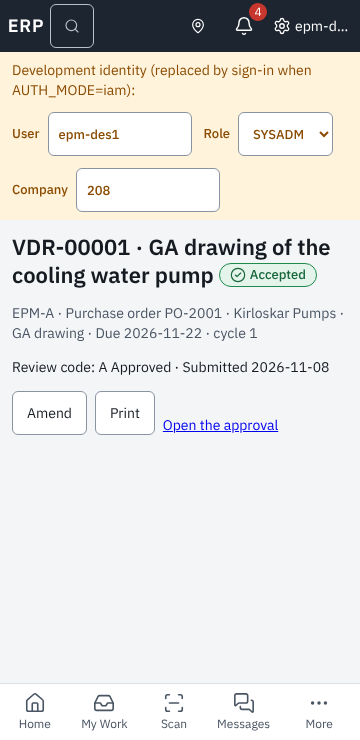 ERP
4
epm-d...
Development identity (replaced by sign-in when
AUTH_MODE=iam):
User epm-des1 Role SYSADM
Company 208
VDR-00001 · GA drawing of the
cooling water pump Accepted
EPM-A · Purchase order PO-2001 · Kirloskar Pumps ·
GA drawing · Due 2026-11-22 · cycle 1
Review code: A Approved · Submitted 2026-11-08
Amend Print Open the approval
Home My Work Scan Messages More